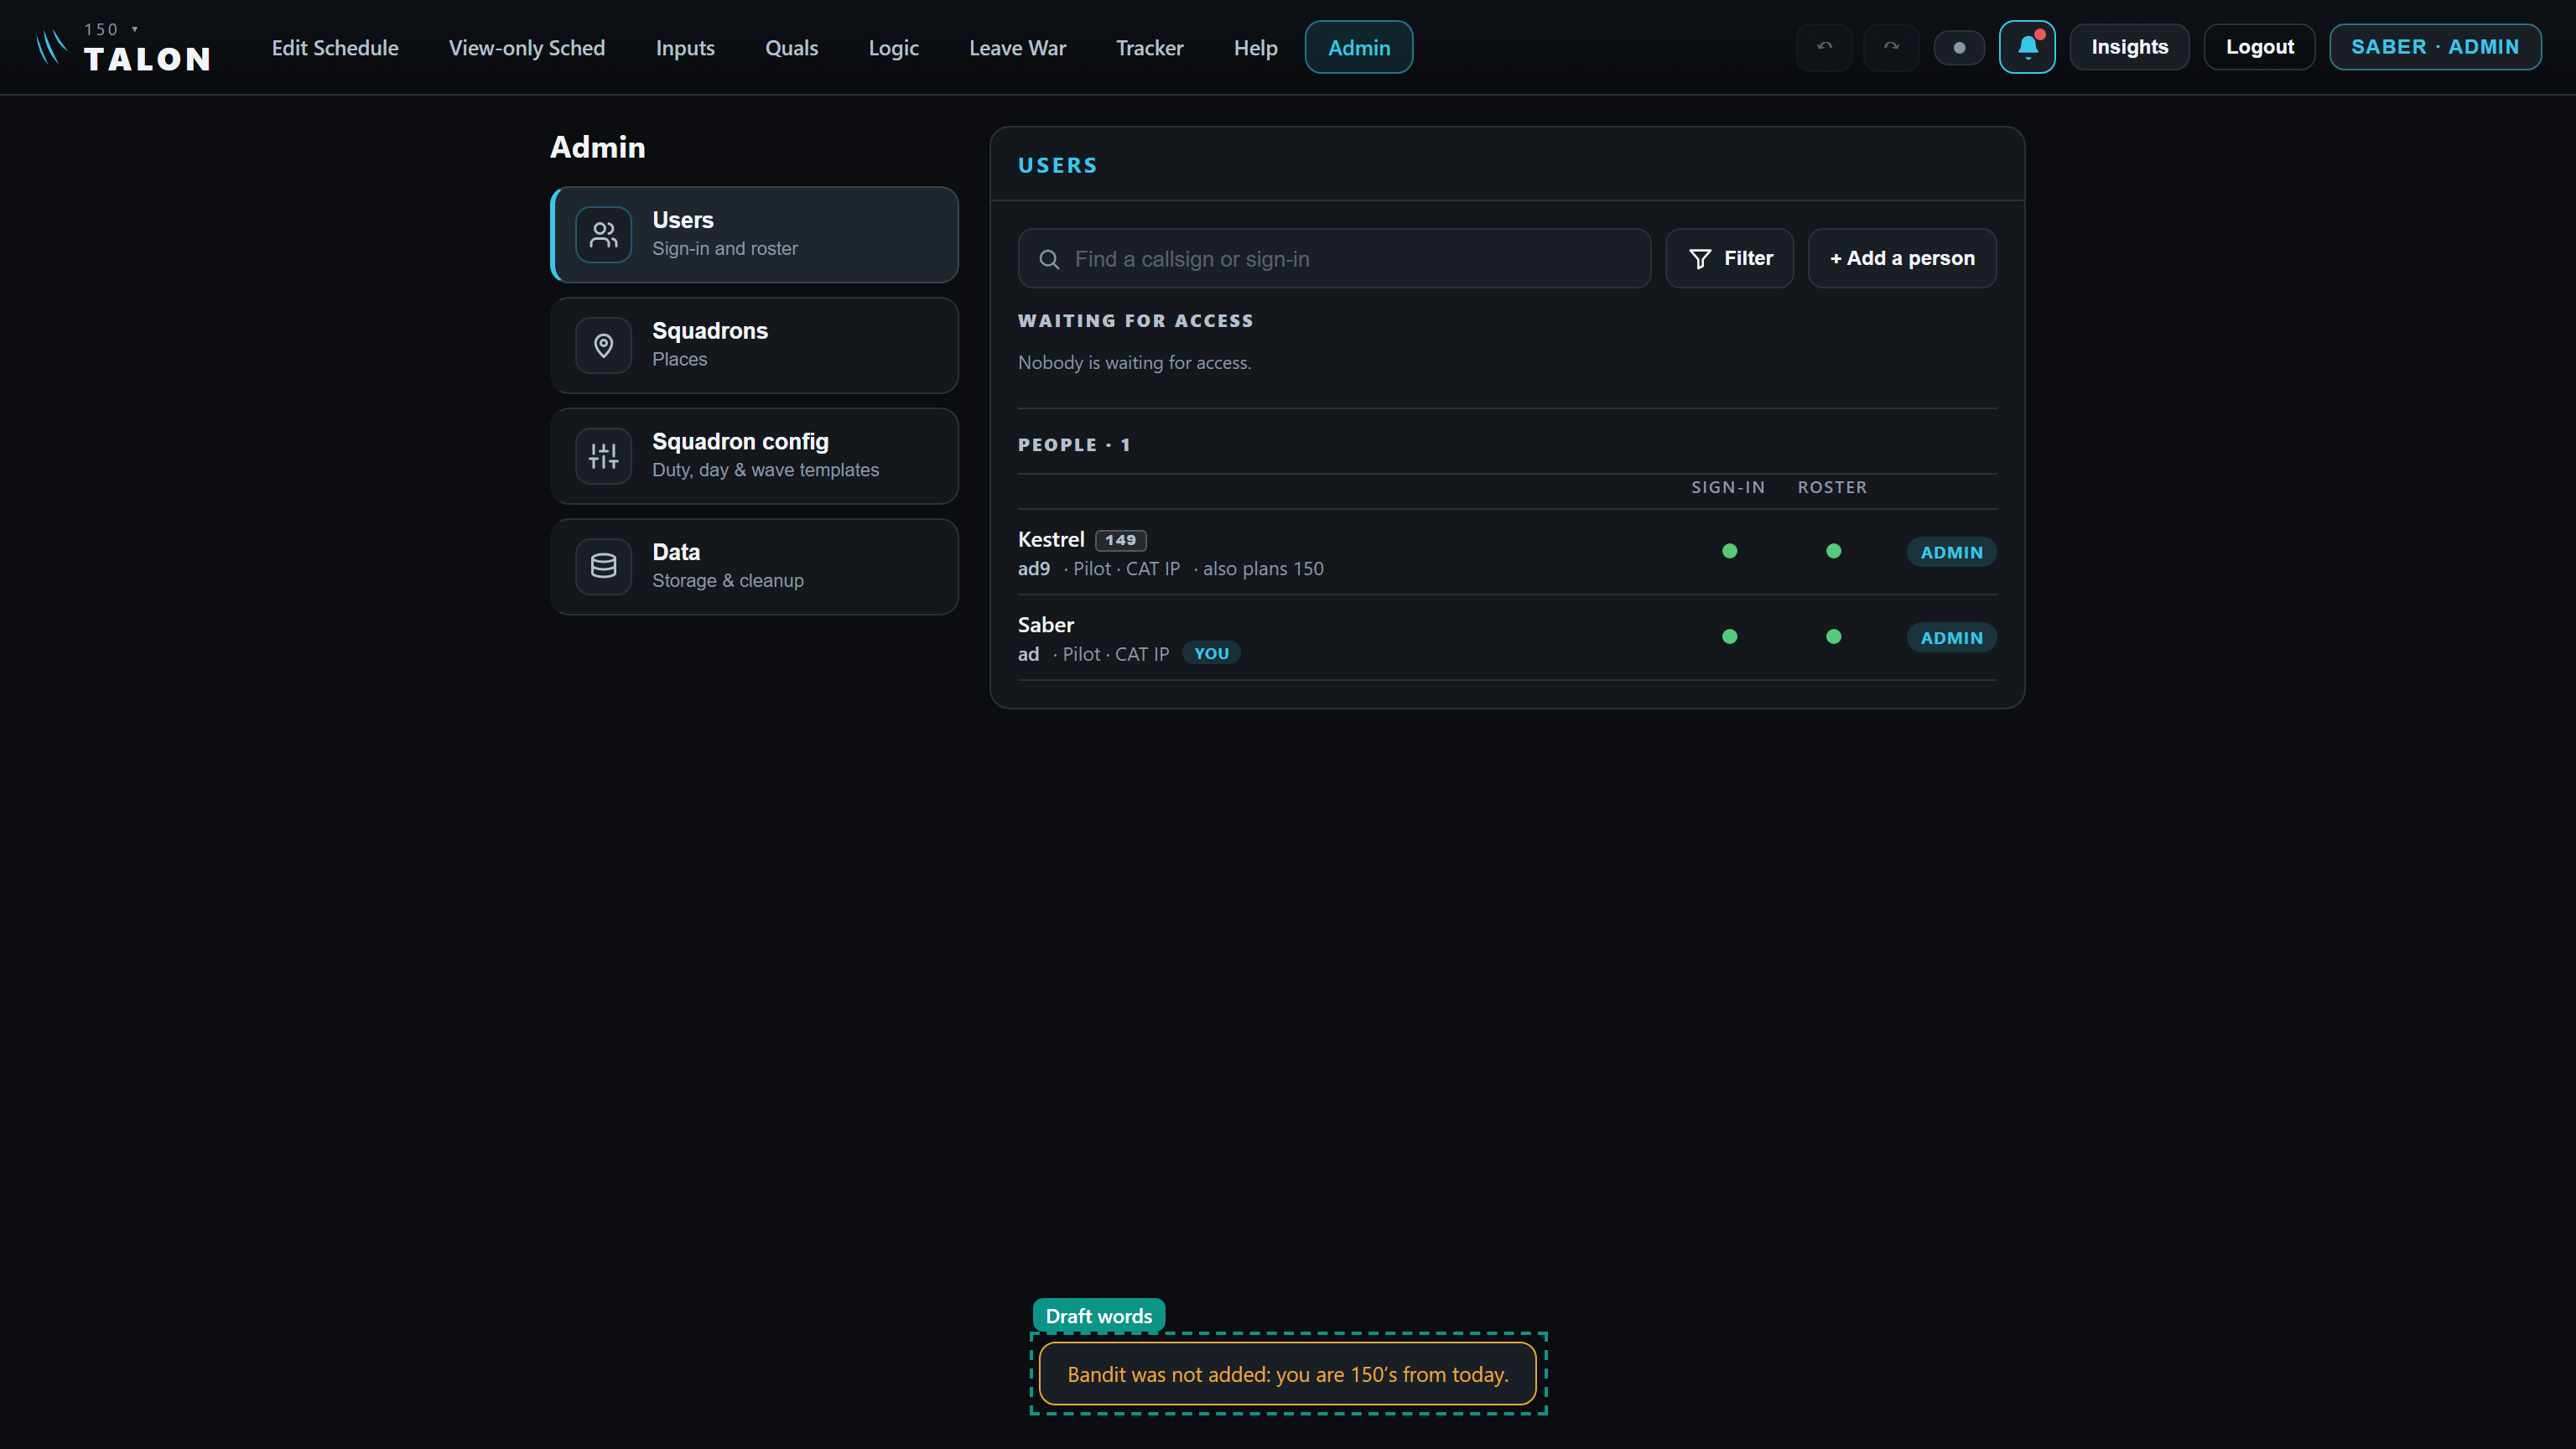 150 ▾
TALON
Edit Schedule
View-only Sched
Inputs
Quals
Logic
Leave War
Tracker
Help
Admin
Insights
Logout
SABER · ADMIN
Admin
Users
Sign-in and roster
Squadrons
Places
Squadron config
Duty, day & wave templates
Data
Storage & cleanup
USERS
Find a callsign or sign-in
Filter
+ Add a person
WAITING FOR ACCESS
Nobody is waiting for access.
PEOPLE · 1
SIGN-IN ROSTER
Kestrel 149
ad9 · Pilot · CAT IP · also plans 150
ADMIN
Saber
ad · Pilot · CAT IP YOU
ADMIN
Draft words
Bandit was not added: you are 150’s from today.